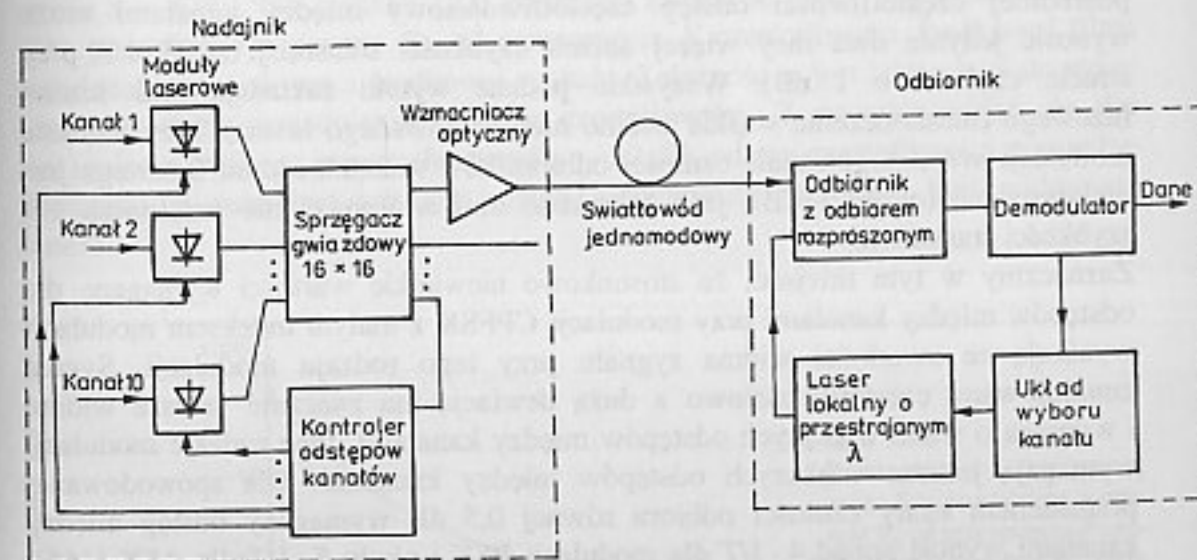 Nadajnik
Moduły
laserowe
Kanał 1
Kanał 2
Kanał 10
Sprzęgacz
gwiazdowy
16 × 16
Wzmacniacz
optyczny
Kontroler
odstępów
kanałów
Światłowód
jednomodowy
Odbiornik
Odbiornik
z odbiorem
rozproszonym
Demodulator
Dane
Laser
lokalny o
przestrajanym
λ
Układ
wyboru
kanału